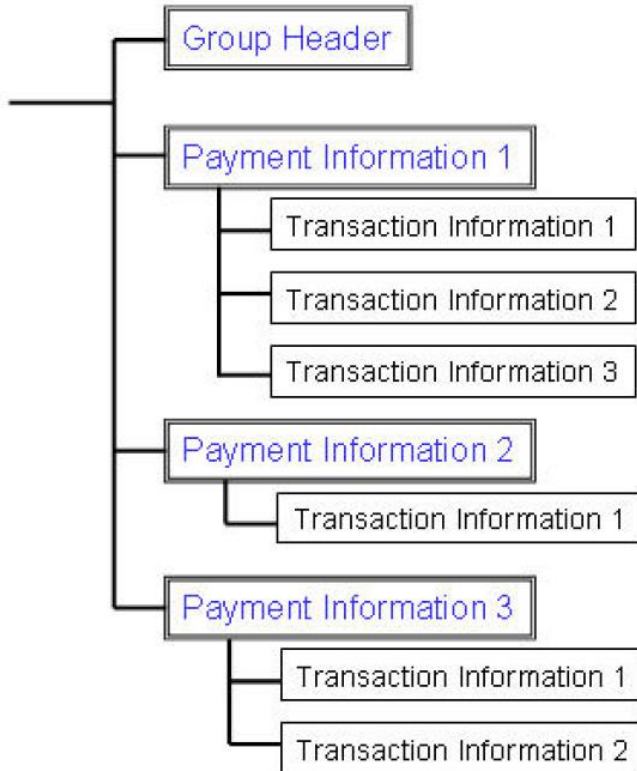 Group Header
Payment Information 1
Transaction Information 1
Transaction Information 2
Transaction Information 3
Payment Information 2
Transaction Information 1
Payment Information 3
Transaction Information 1
Transaction Information 2